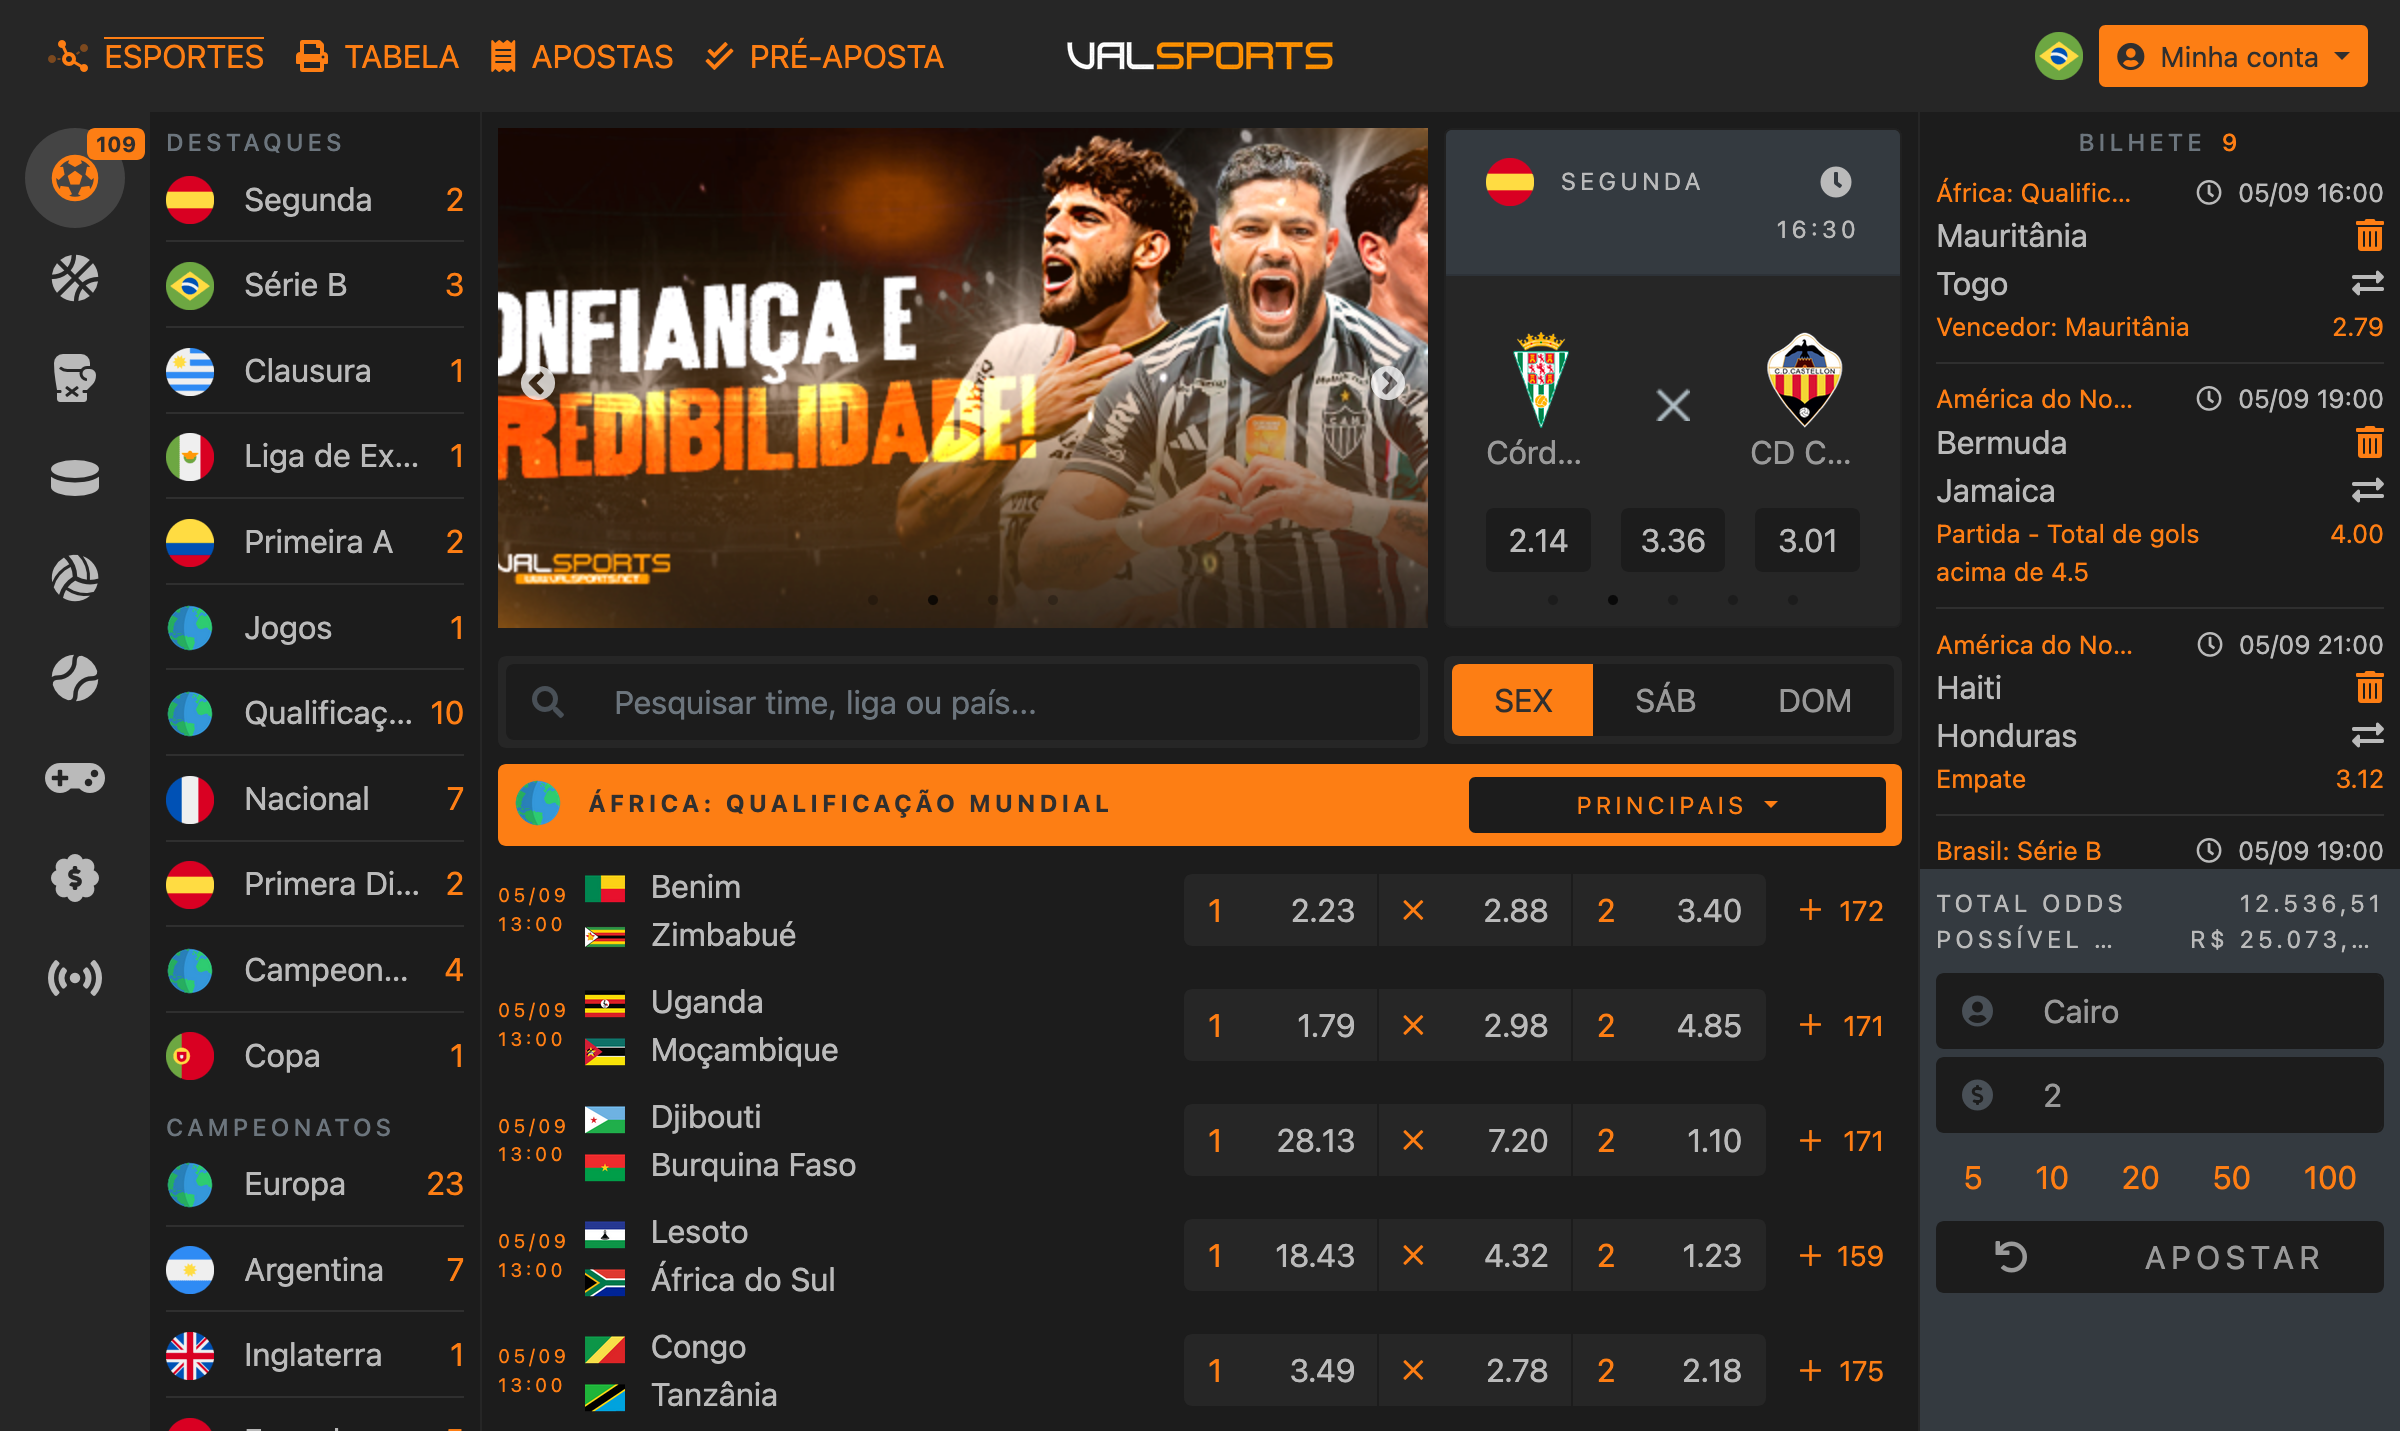 ESPORTES
TABELA
APOSTAS
PRÉ-APOSTA
VALSPORTS
Minha conta
109
DESTAQUES
Segunda 2
Série B 3
Clausura 1
Liga de Ex... 1
Primeira A 2
Jogos 1
Qualificaç... 10
Nacional 7
Primera Di... 2
Campeon... 4
Copa 1
CAMPEONATOS
Europa 23
Argentina 7
Inglaterra 1
ONFIANÇA E
REDIBILIDADE!
VALSPORTS
WWW.VALSPORTS.NET
SEGUNDA
16:30
C.D.CASTELLON
Córd...
CD C...
2.14 3.36 3.01
Pesquisar time, liga ou país...
SEX SÁB DOM
ÁFRICA: QUALIFICAÇÃO MUNDIAL
PRINCIPAIS
05/09
13:00
Benim
Zimbabué
1 2.23 × 2.88 2 3.40 + 172
05/09
13:00
Uganda
Moçambique
1 1.79 × 2.98 2 4.85 + 171
05/09
13:00
Djibouti
Burquina Faso
1 28.13 × 7.20 2 1.10 + 171
05/09
13:00
Lesoto
África do Sul
1 18.43 × 4.32 2 1.23 + 159
05/09
13:00
Congo
Tanzânia
1 3.49 × 2.78 2 2.18 + 175
BILHETE 9
África: Qualific... 05/09 16:00
Mauritânia
Togo
Vencedor: Mauritânia 2.79
América do No... 05/09 19:00
Bermuda
Jamaica
Partida - Total de gols 4.00
acima de 4.5
América do No... 05/09 21:00
Haiti
Honduras
Empate 3.12
Brasil: Série B 05/09 19:00
TOTAL ODDS 12.536,51
POSSÍVEL ... R$ 25.073,...
Cairo
2
5 10 20 50 100
APOSTAR